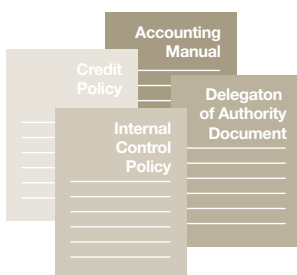 Accounting
Manual
Credit
Policy
Delegaton
of Authority
Document
Internal
Control
Policy